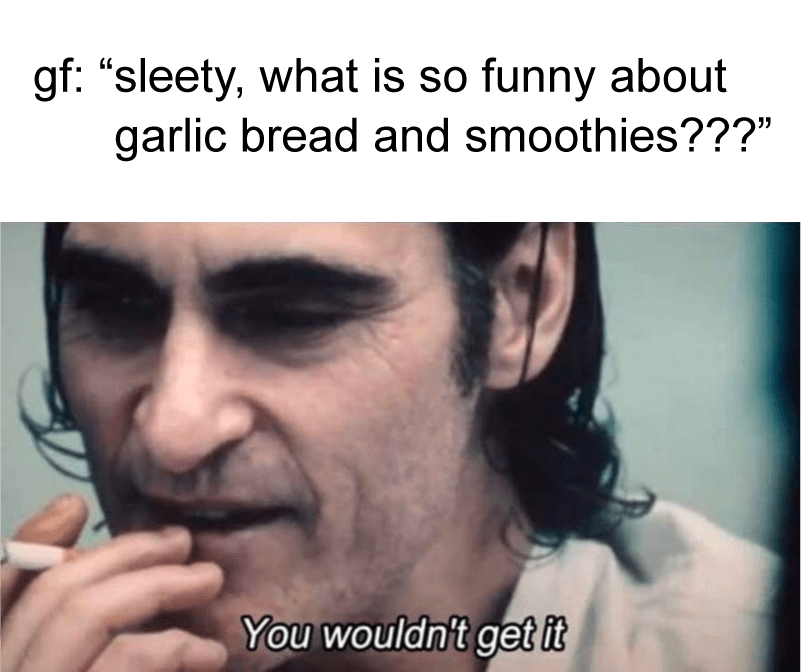 gf: “sleety, what is so funny about
garlic bread and smoothies???”
You wouldn't get it